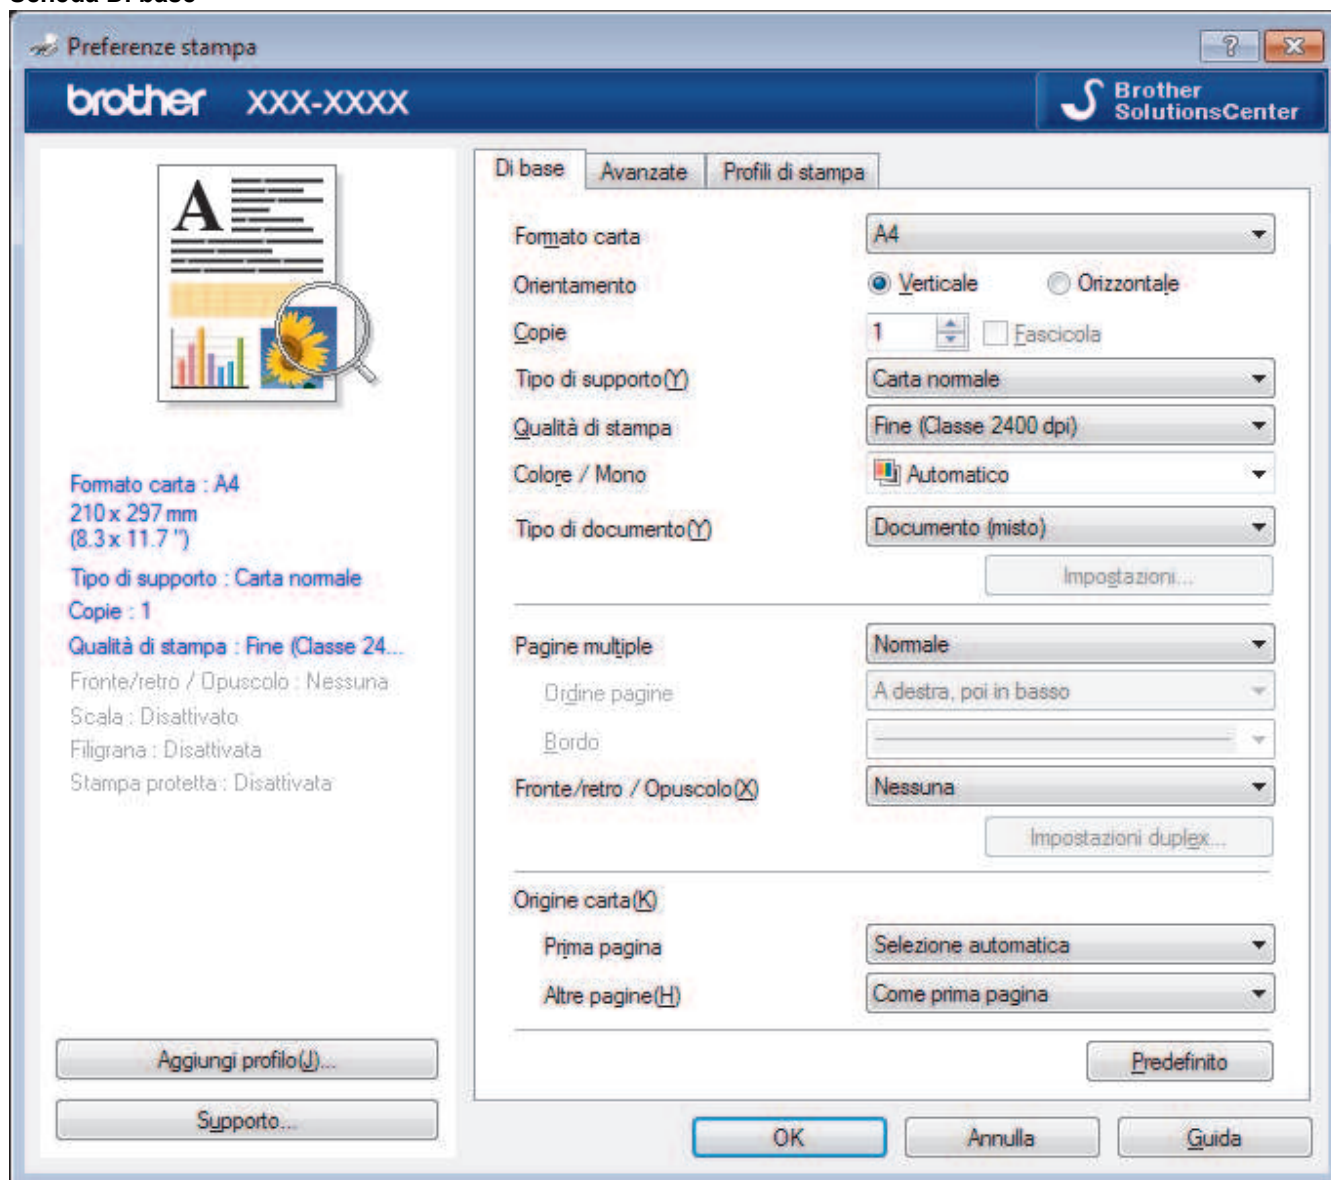 Scheda Di base
Preferenze stampa
brother XXX-XXXX
Brother
SolutionsCenter
A
Formato carta : A4
210 x 297 mm
(8.3 x 11.7 ")
Tipo di supporto : Carta normale
Copie : 1
Qualità di stampa : Fine (Classe 24...
Fronte/retro / Opuscolo : Nessuna
Scala : Disattivato
Filigrana : Disattivata
Stampa protetta : Disattivata
Aggiungi profilo(J)...
Supporto...
Di base Avanzate Profili di stampa
Formato carta A4
Orientamento Verticale Orizzontale
Copie 1 Fascicola
Tipo di supporto(Y) Carta normale
Qualità di stampa Fine (Classe 2400 dpi)
Colore / Mono Automatico
Tipo di documento(Y) Documento (misto)
Impostazioni...
Pagine multiple Normale
Ordine pagine A destra, poi in basso
Bordo
Fronte/retro / Opuscolo(X) Nessuna
Impostazioni duplex...
Origine carta(K)
Prima pagina Selezione automatica
Altre pagine(H) Come prima pagina
Predefinito
OK Annulla Guida